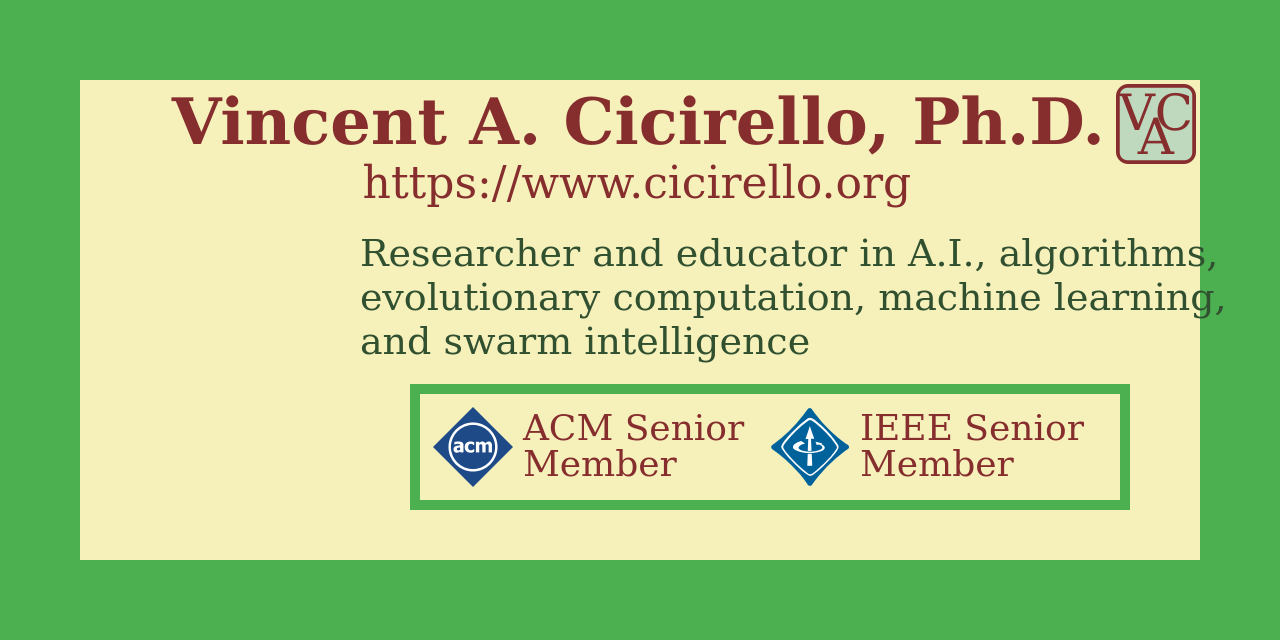 Vincent A. Cicirello, Ph.D.
VCA
https://www.cicirello.org
Researcher and educator in A.I., algorithms,
evolutionary computation, machine learning,
and swarm intelligence
acm
ACM Senior
Member
IEEE Senior
Member